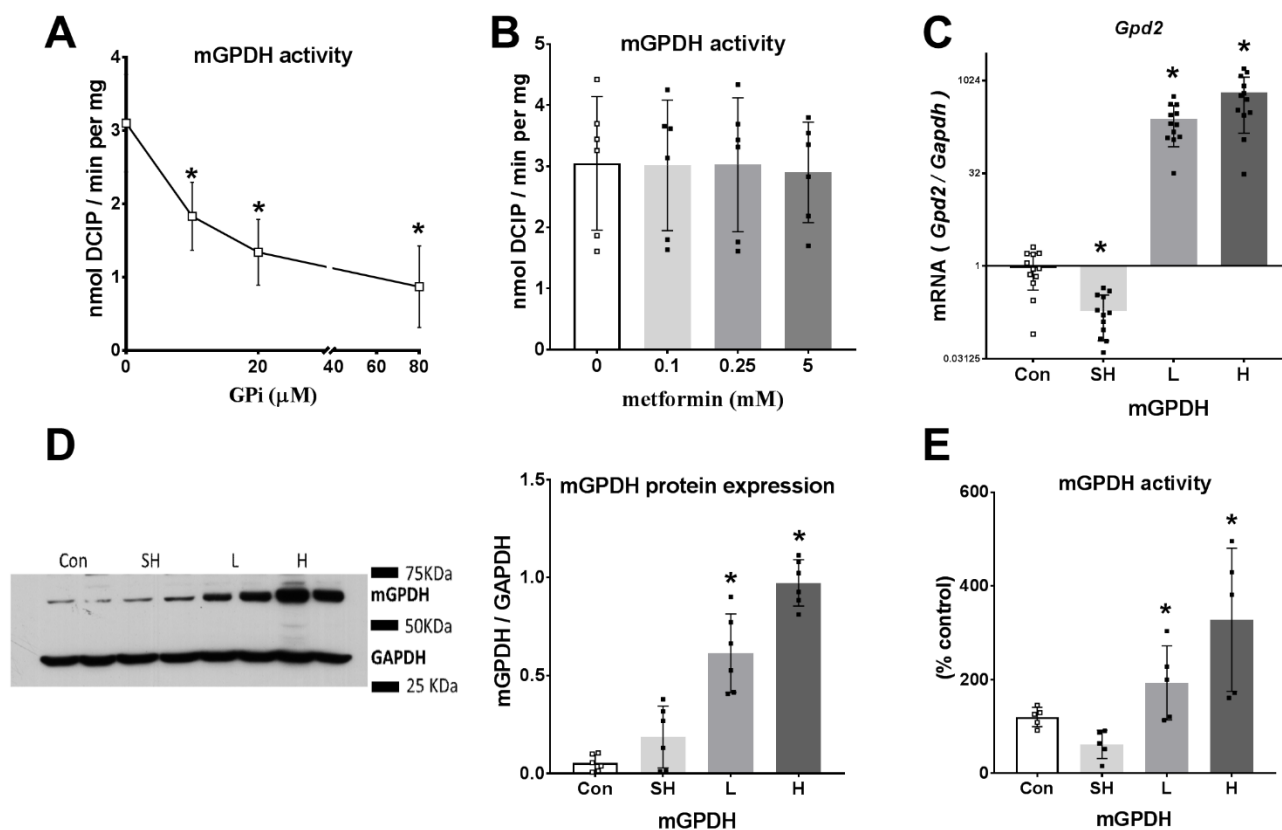 A
mGPDH activity
nmol DCIP / min per mg
4
3
2
1
0
*
*
*
0
20
40
60
80
GPi (μM)
B
mGPDH activity
nmol DCIP / min per mg
5
4
3
2
1
0
0
0.1
0.25
5
metformin (mM)
C
Gpd2
mRNA ( Gpd2 / Gapdh )
1024
32
1
0.03125
*
*
*
Con
SH
L
H
mGPDH
D
Con
SH
L
H
75KDa
mGPDH
50KDa
GAPDH
25 KDa
mGPDH protein expression
mGPDH / GAPDH
1.5
1.0
0.5
0.0
*
*
Con
SH
L
H
mGPDH
E
mGPDH activity
(% control)
600
400
200
0
*
*
Con
SH
L
H
mGPDH